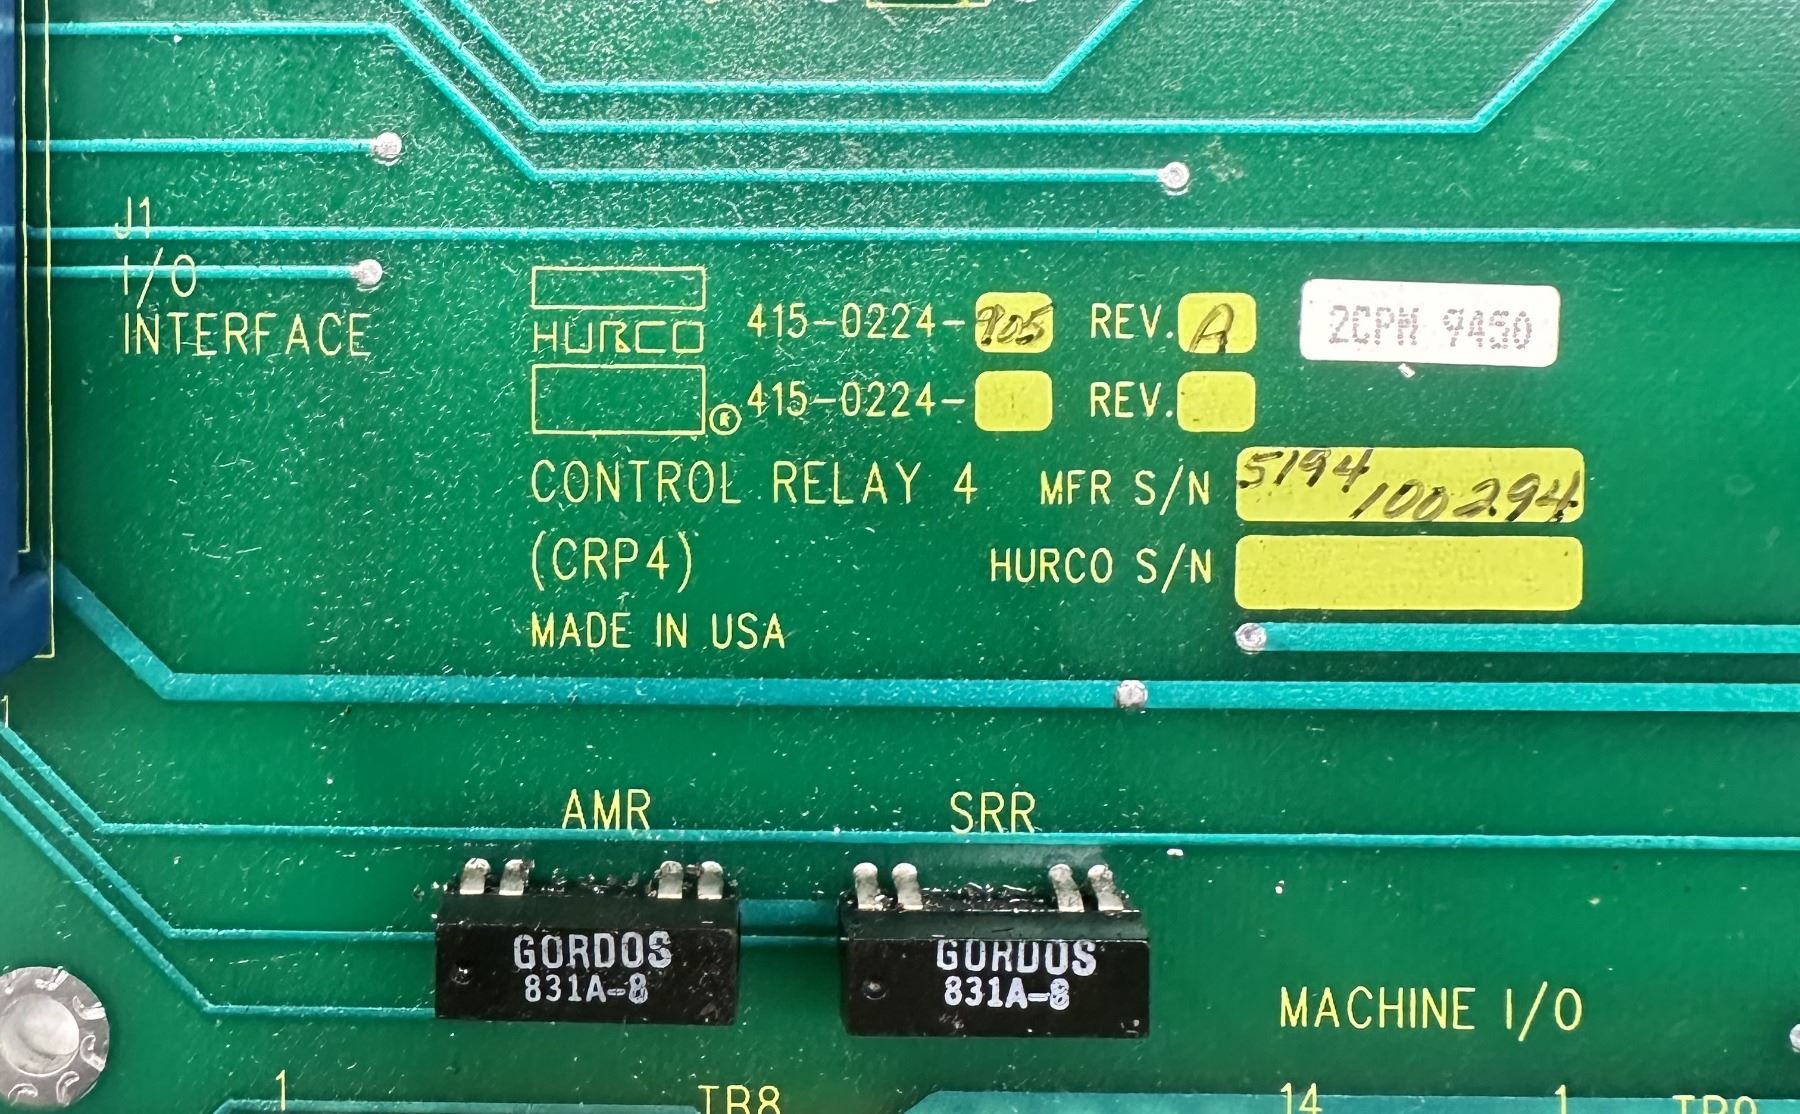 J1
I/O
INTERFACE
HURCO
415-0224-905 REV. A
2CPM 9450
® 415-0224- REV.
CONTROL RELAY 4
MFR S/N 5194 100294
(CRP4)
HURCO S/N
MADE IN USA
1
AMR
SRR
GORDOS
831A-8
GORDOS
831A-8
MACHINE I/O
1
TB8
14
1